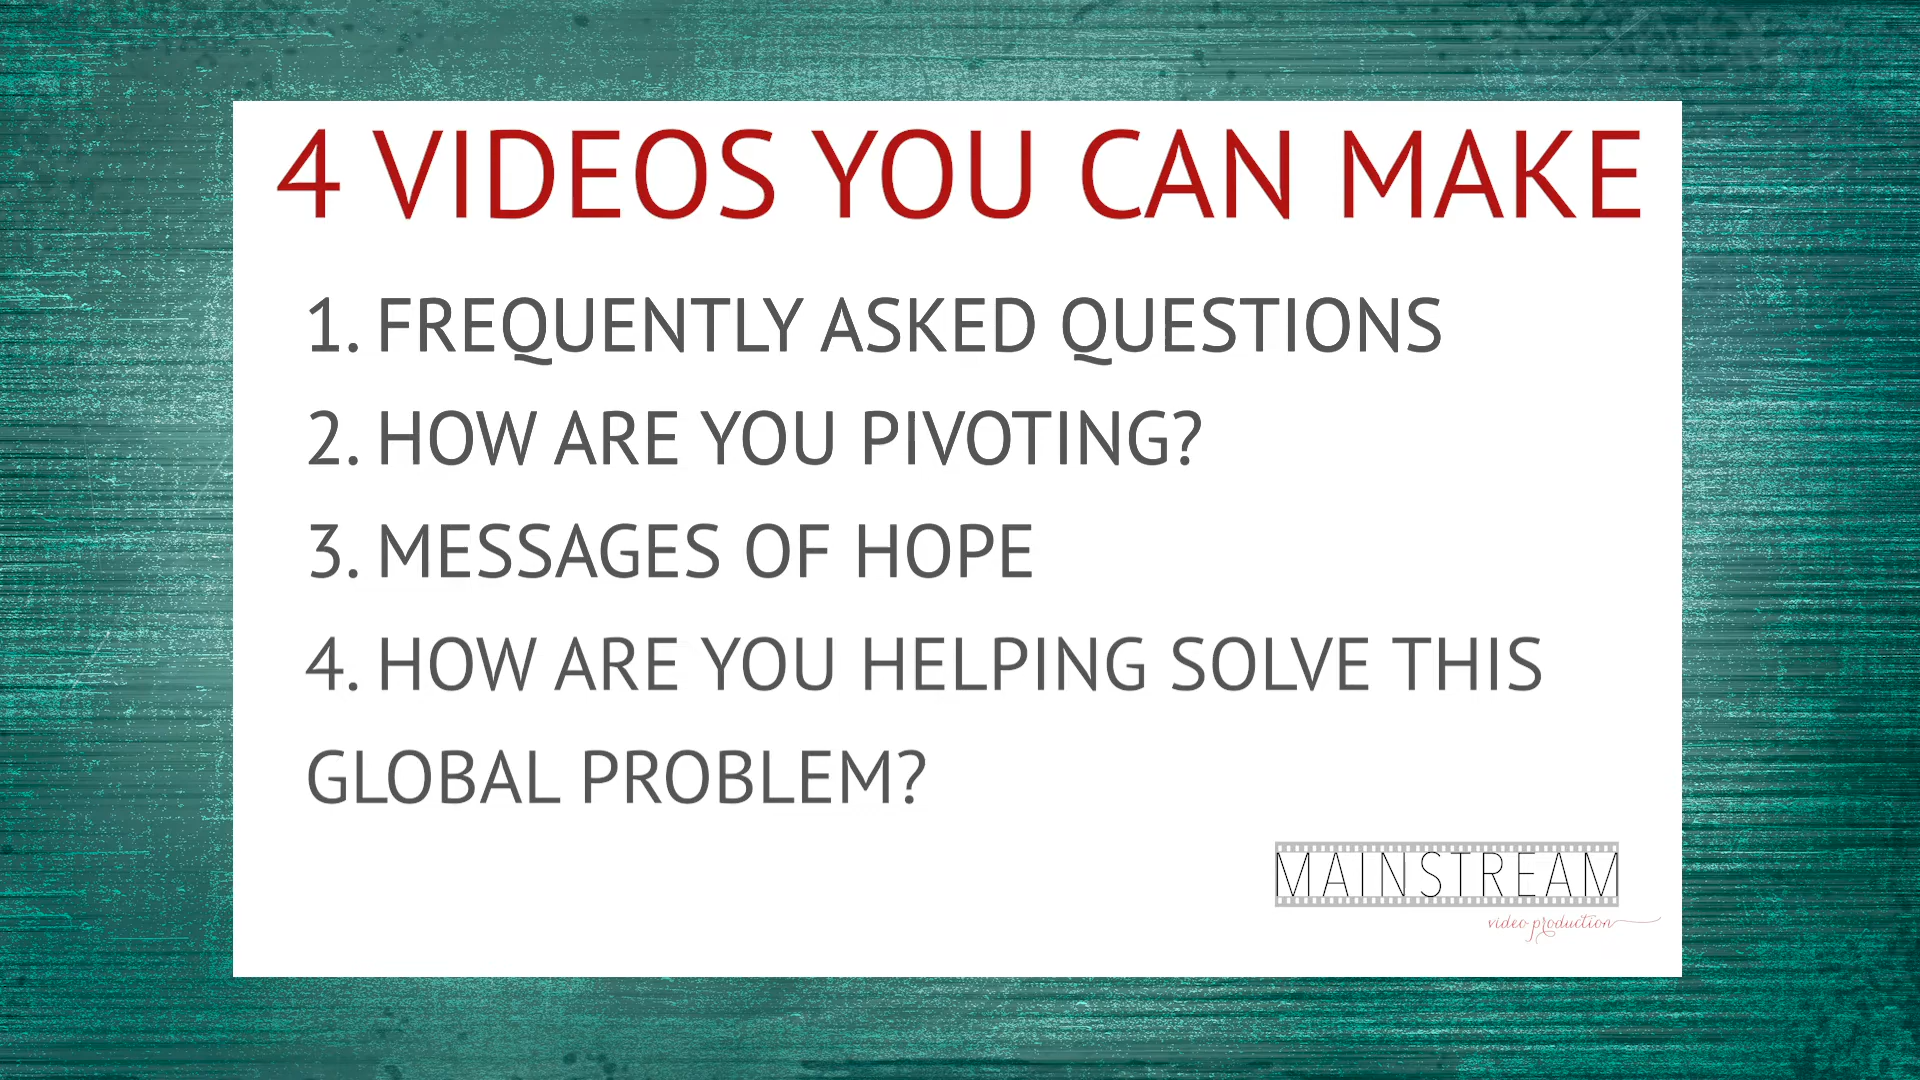 4 VIDEOS YOU CAN MAKE
1. FREQUENTLY ASKED QUESTIONS
2. HOW ARE YOU PIVOTING?
3. MESSAGES OF HOPE
4. HOW ARE YOU HELPING SOLVE THIS
GLOBAL PROBLEM?
MAINSTREAM
video production